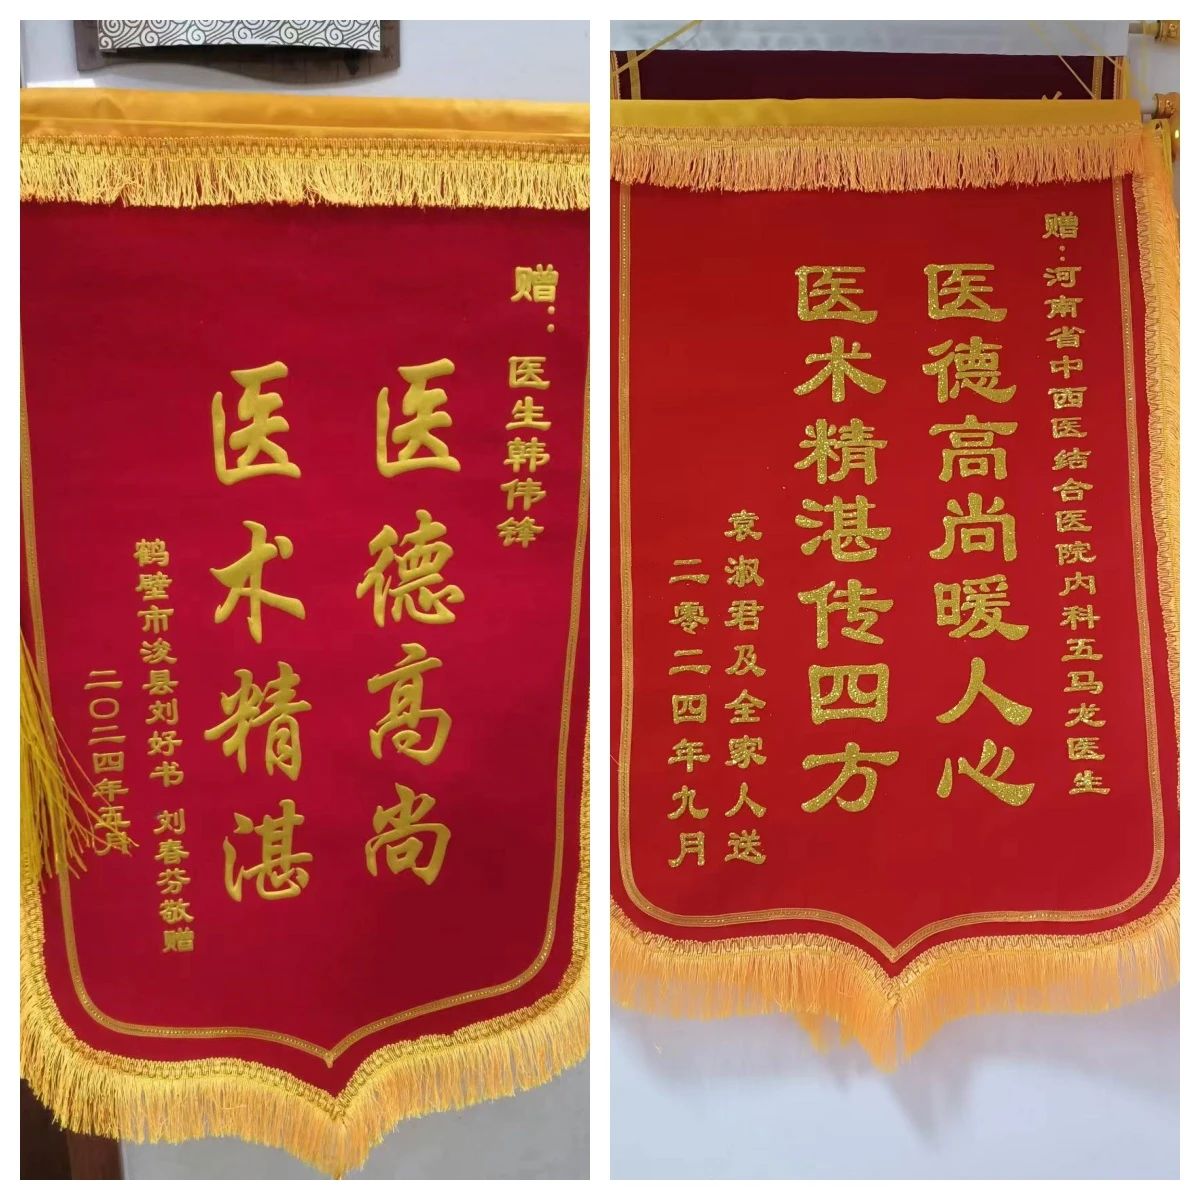 赠：医生韩伟锋
医德高尚
医术精湛
鹤壁市浚县刘好书 刘春芬敬赠
二〇二四年五月
赠：河南省中西医结合医院内科五马龙医生
医德高尚暖人心
医术精湛传四方
袁淑君及全家人送
二零二四年九月